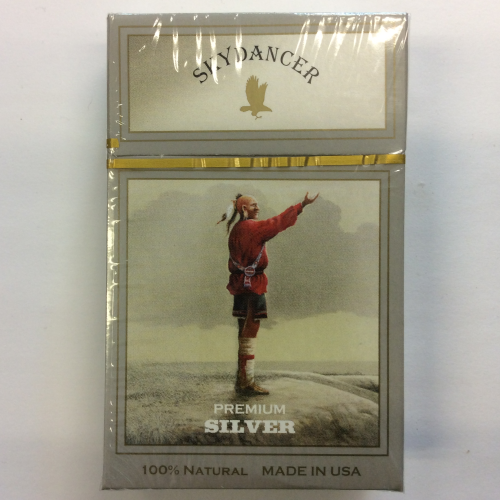 SKYDANCER
PREMIUM
SILVER
100% NATURAL MADE IN USA